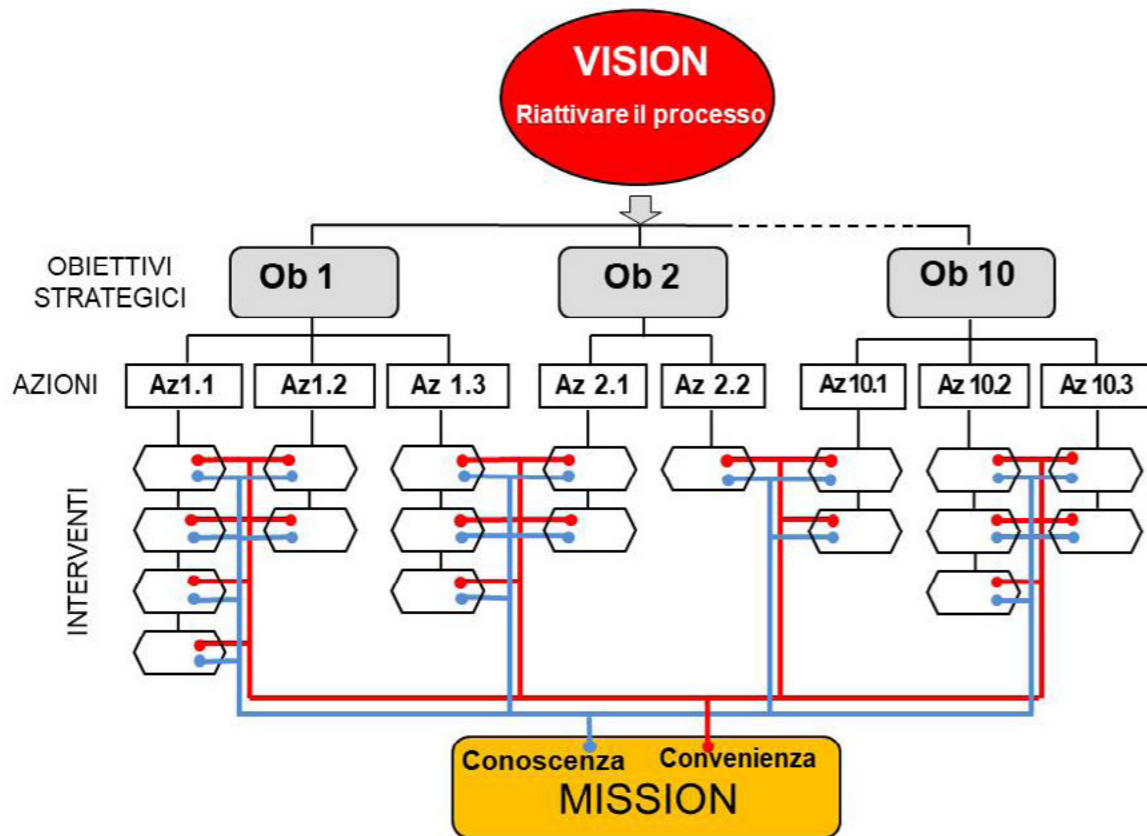 VISION
Riattivare il processo
OBIETTIVI
STRATEGICI
Ob 1
Ob 2
Ob 10
AZIONI
Az1.1
Az1.2
Az 1.3
Az 2.1
Az 2.2
Az 10.1
Az 10.2
Az 10.3
INTERVENTI
Conoscenza
Convenienza
MISSION